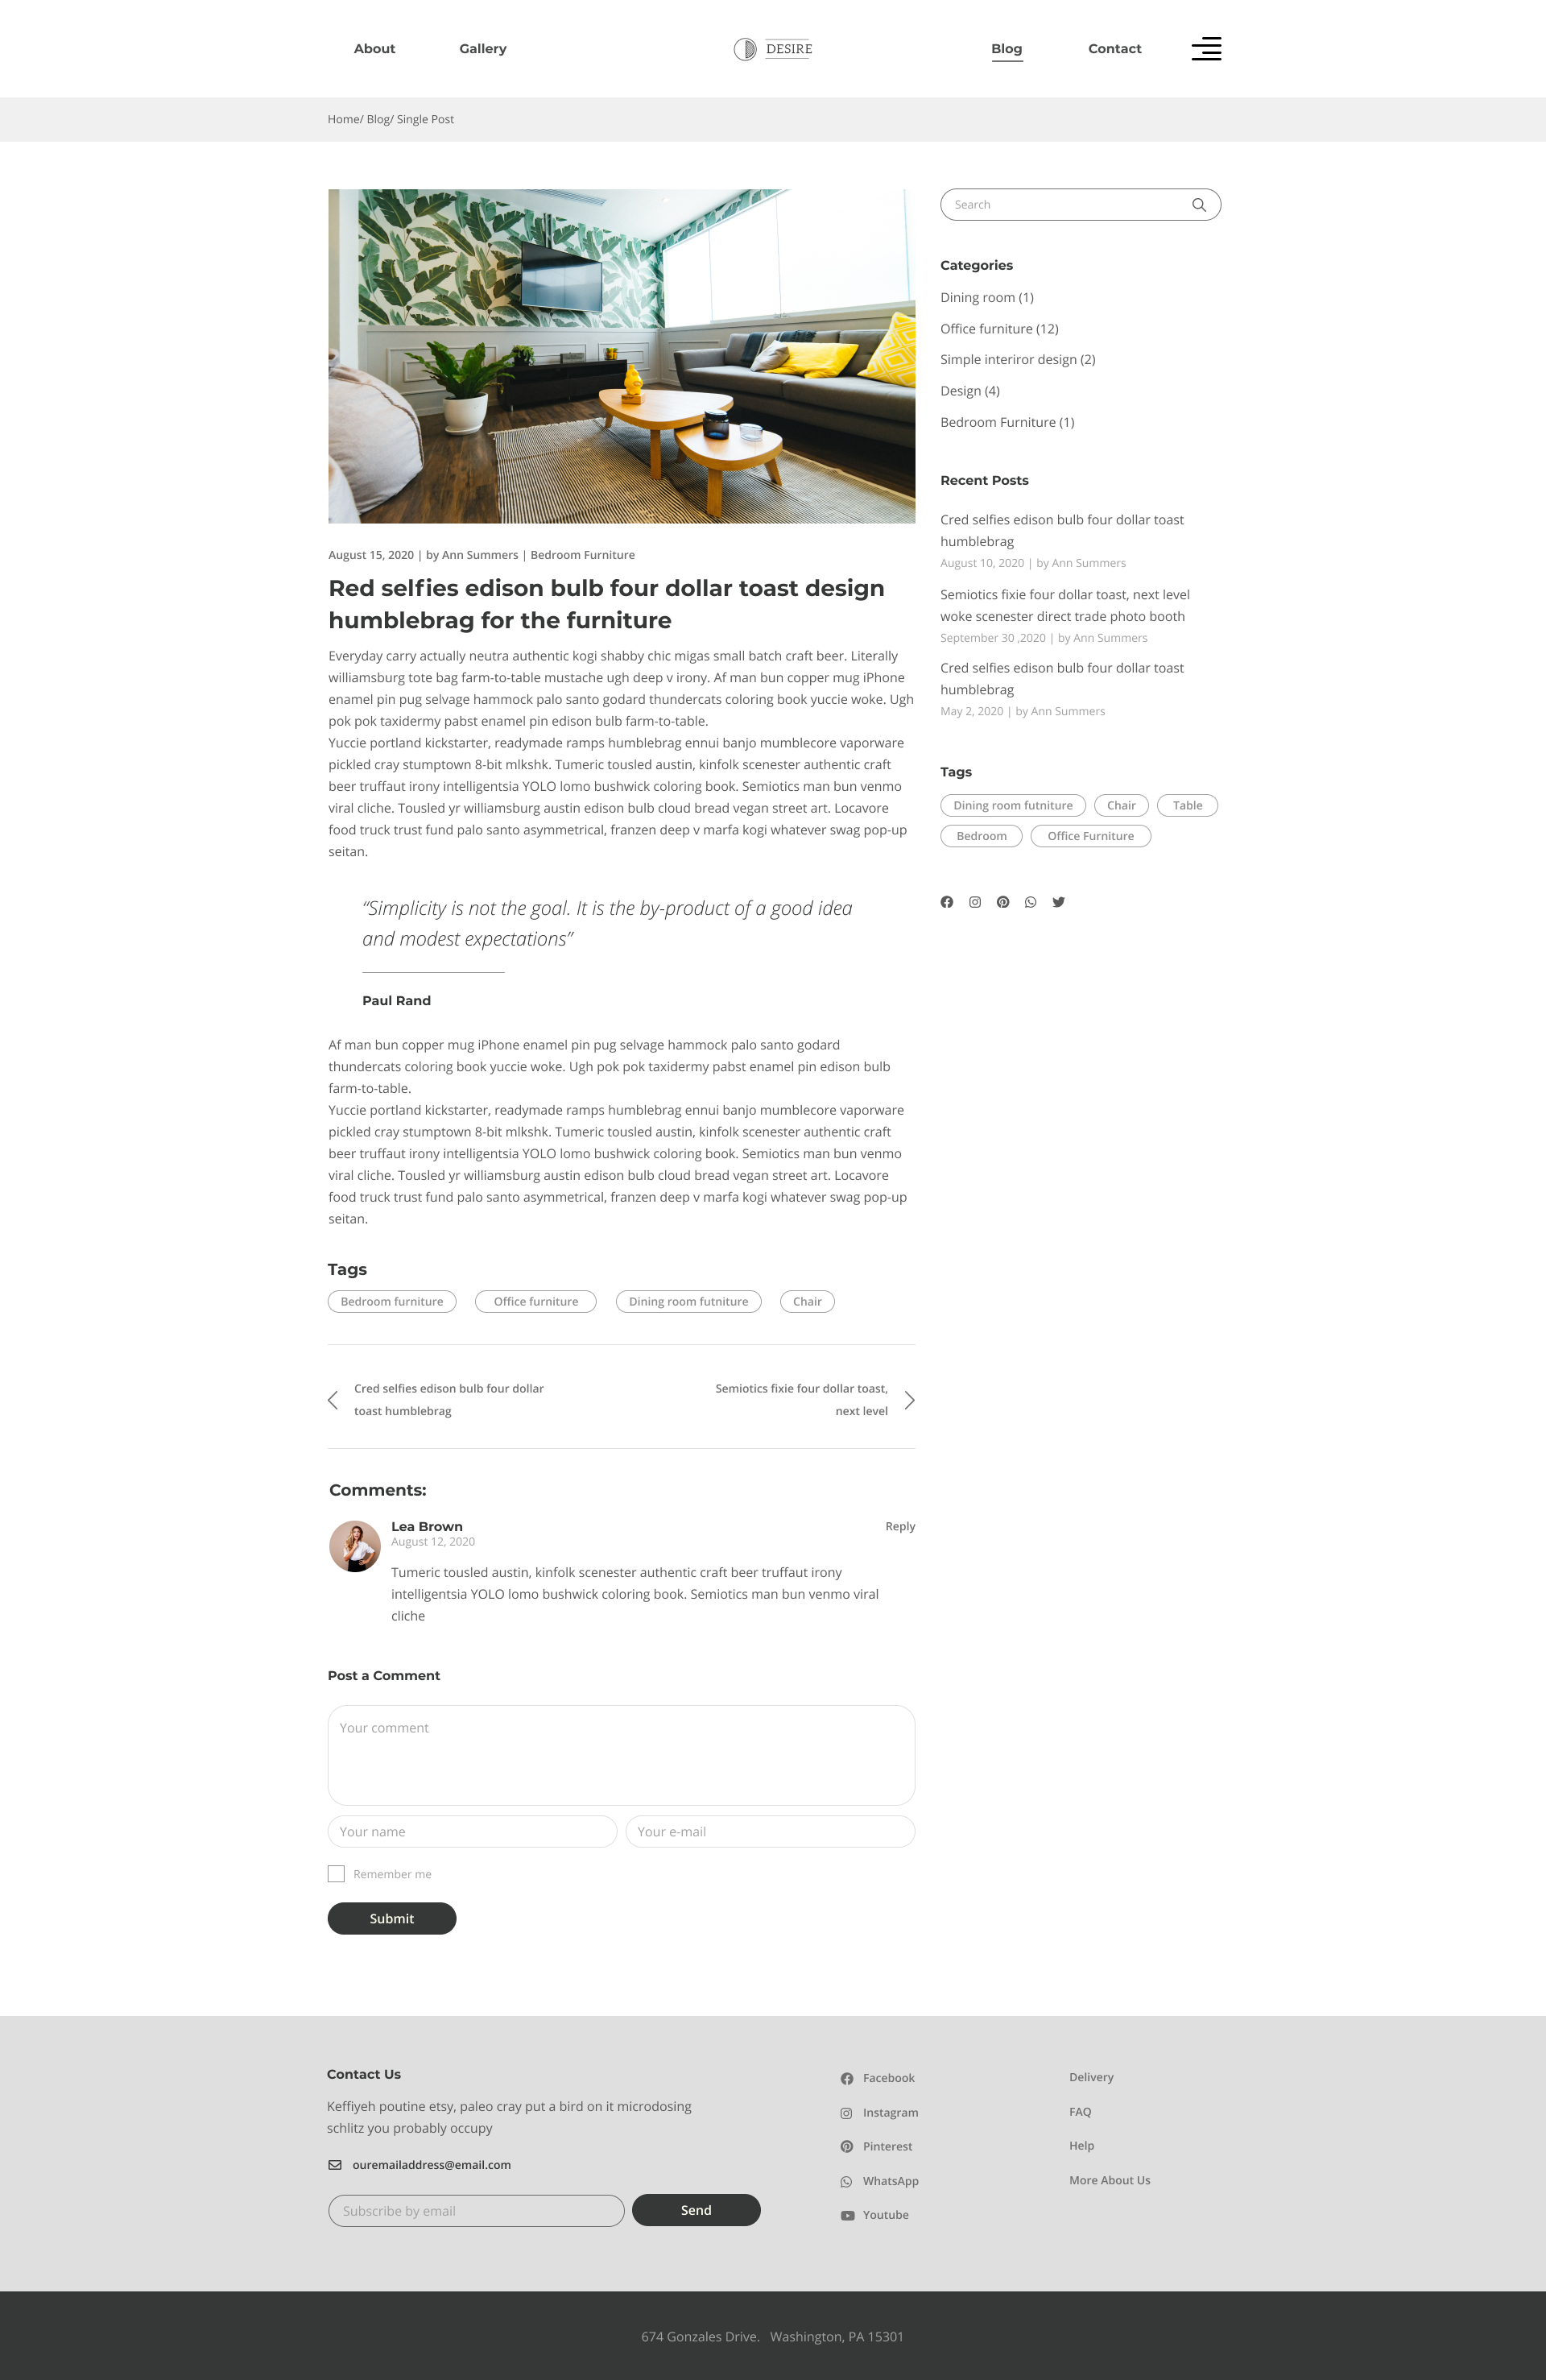 About
Gallery
DESIRE
Blog
Contact
Home/ Blog/ Single Post
August 15, 2020 | by Ann Summers | Bedroom Furniture
Red selfies edison bulb four dollar toast design
humblebrag for the furniture
Everyday carry actually neutra authentic kogi shabby chic migas small batch craft beer. Literally
williamsburg tote bag farm-to-table mustache ugh deep v irony. Af man bun copper mug iPhone
enamel pin pug selvage hammock palo santo godard thundercats coloring book yuccie woke. Ugh
pok pok taxidermy pabst enamel pin edison bulb farm-to-table.
Yuccie portland kickstarter, readymade ramps humblebrag ennui banjo mumblecore vaporware
pickled cray stumptown 8-bit mlkshk. Tumeric tousled austin, kinfolk scenester authentic craft
beer truffaut irony intelligentsia YOLO lomo bushwick coloring book. Semiotics man bun venmo
viral cliche. Tousled yr williamsburg austin edison bulb cloud bread vegan street art. Locavore
food truck trust fund palo santo asymmetrical, franzen deep v marfa kogi whatever swag pop-up
seitan.
“Simplicity is not the goal. It is the by-product of a good idea
and modest expectations”
Paul Rand
Af man bun copper mug iPhone enamel pin pug selvage hammock palo santo godard
thundercats coloring book yuccie woke. Ugh pok pok taxidermy pabst enamel pin edison bulb
farm-to-table.
Yuccie portland kickstarter, readymade ramps humblebrag ennui banjo mumblecore vaporware
pickled cray stumptown 8-bit mlkshk. Tumeric tousled austin, kinfolk scenester authentic craft
beer truffaut irony intelligentsia YOLO lomo bushwick coloring book. Semiotics man bun venmo
viral cliche. Tousled yr williamsburg austin edison bulb cloud bread vegan street art. Locavore
food truck trust fund palo santo asymmetrical, franzen deep v marfa kogi whatever swag pop-up
seitan.
Tags
Bedroom furniture
Office furniture
Dining room futniture
Chair
Cred selfies edison bulb four dollar
toast humblebrag
Semiotics fixie four dollar toast,
next level
Comments:
Lea Brown
Reply
August 12, 2020
Tumeric tousled austin, kinfolk scenester authentic craft beer truffaut irony
intelligentsia YOLO lomo bushwick coloring book. Semiotics man bun venmo viral
cliche
Post a Comment
Your comment
Your name
Your e-mail
Remember me
Submit
Search
Categories
Dining room (1)
Office furniture (12)
Simple interiror design (2)
Design (4)
Bedroom Furniture (1)
Recent Posts
Cred selfies edison bulb four dollar toast
humblebrag
August 10, 2020 | by Ann Summers
Semiotics fixie four dollar toast, next level
woke scenester direct trade photo booth
September 30 ,2020 | by Ann Summers
Cred selfies edison bulb four dollar toast
humblebrag
May 2, 2020 | by Ann Summers
Tags
Dining room futniture
Chair
Table
Bedroom
Office Furniture
Contact Us
Keffiyeh poutine etsy, paleo cray put a bird on it microdosing
schlitz you probably occupy
ouremailaddress@email.com
Subscribe by email
Send
Facebook
Instagram
Pinterest
WhatsApp
Youtube
Delivery
FAQ
Help
More About Us
674 Gonzales Drive.   Washington, PA 15301